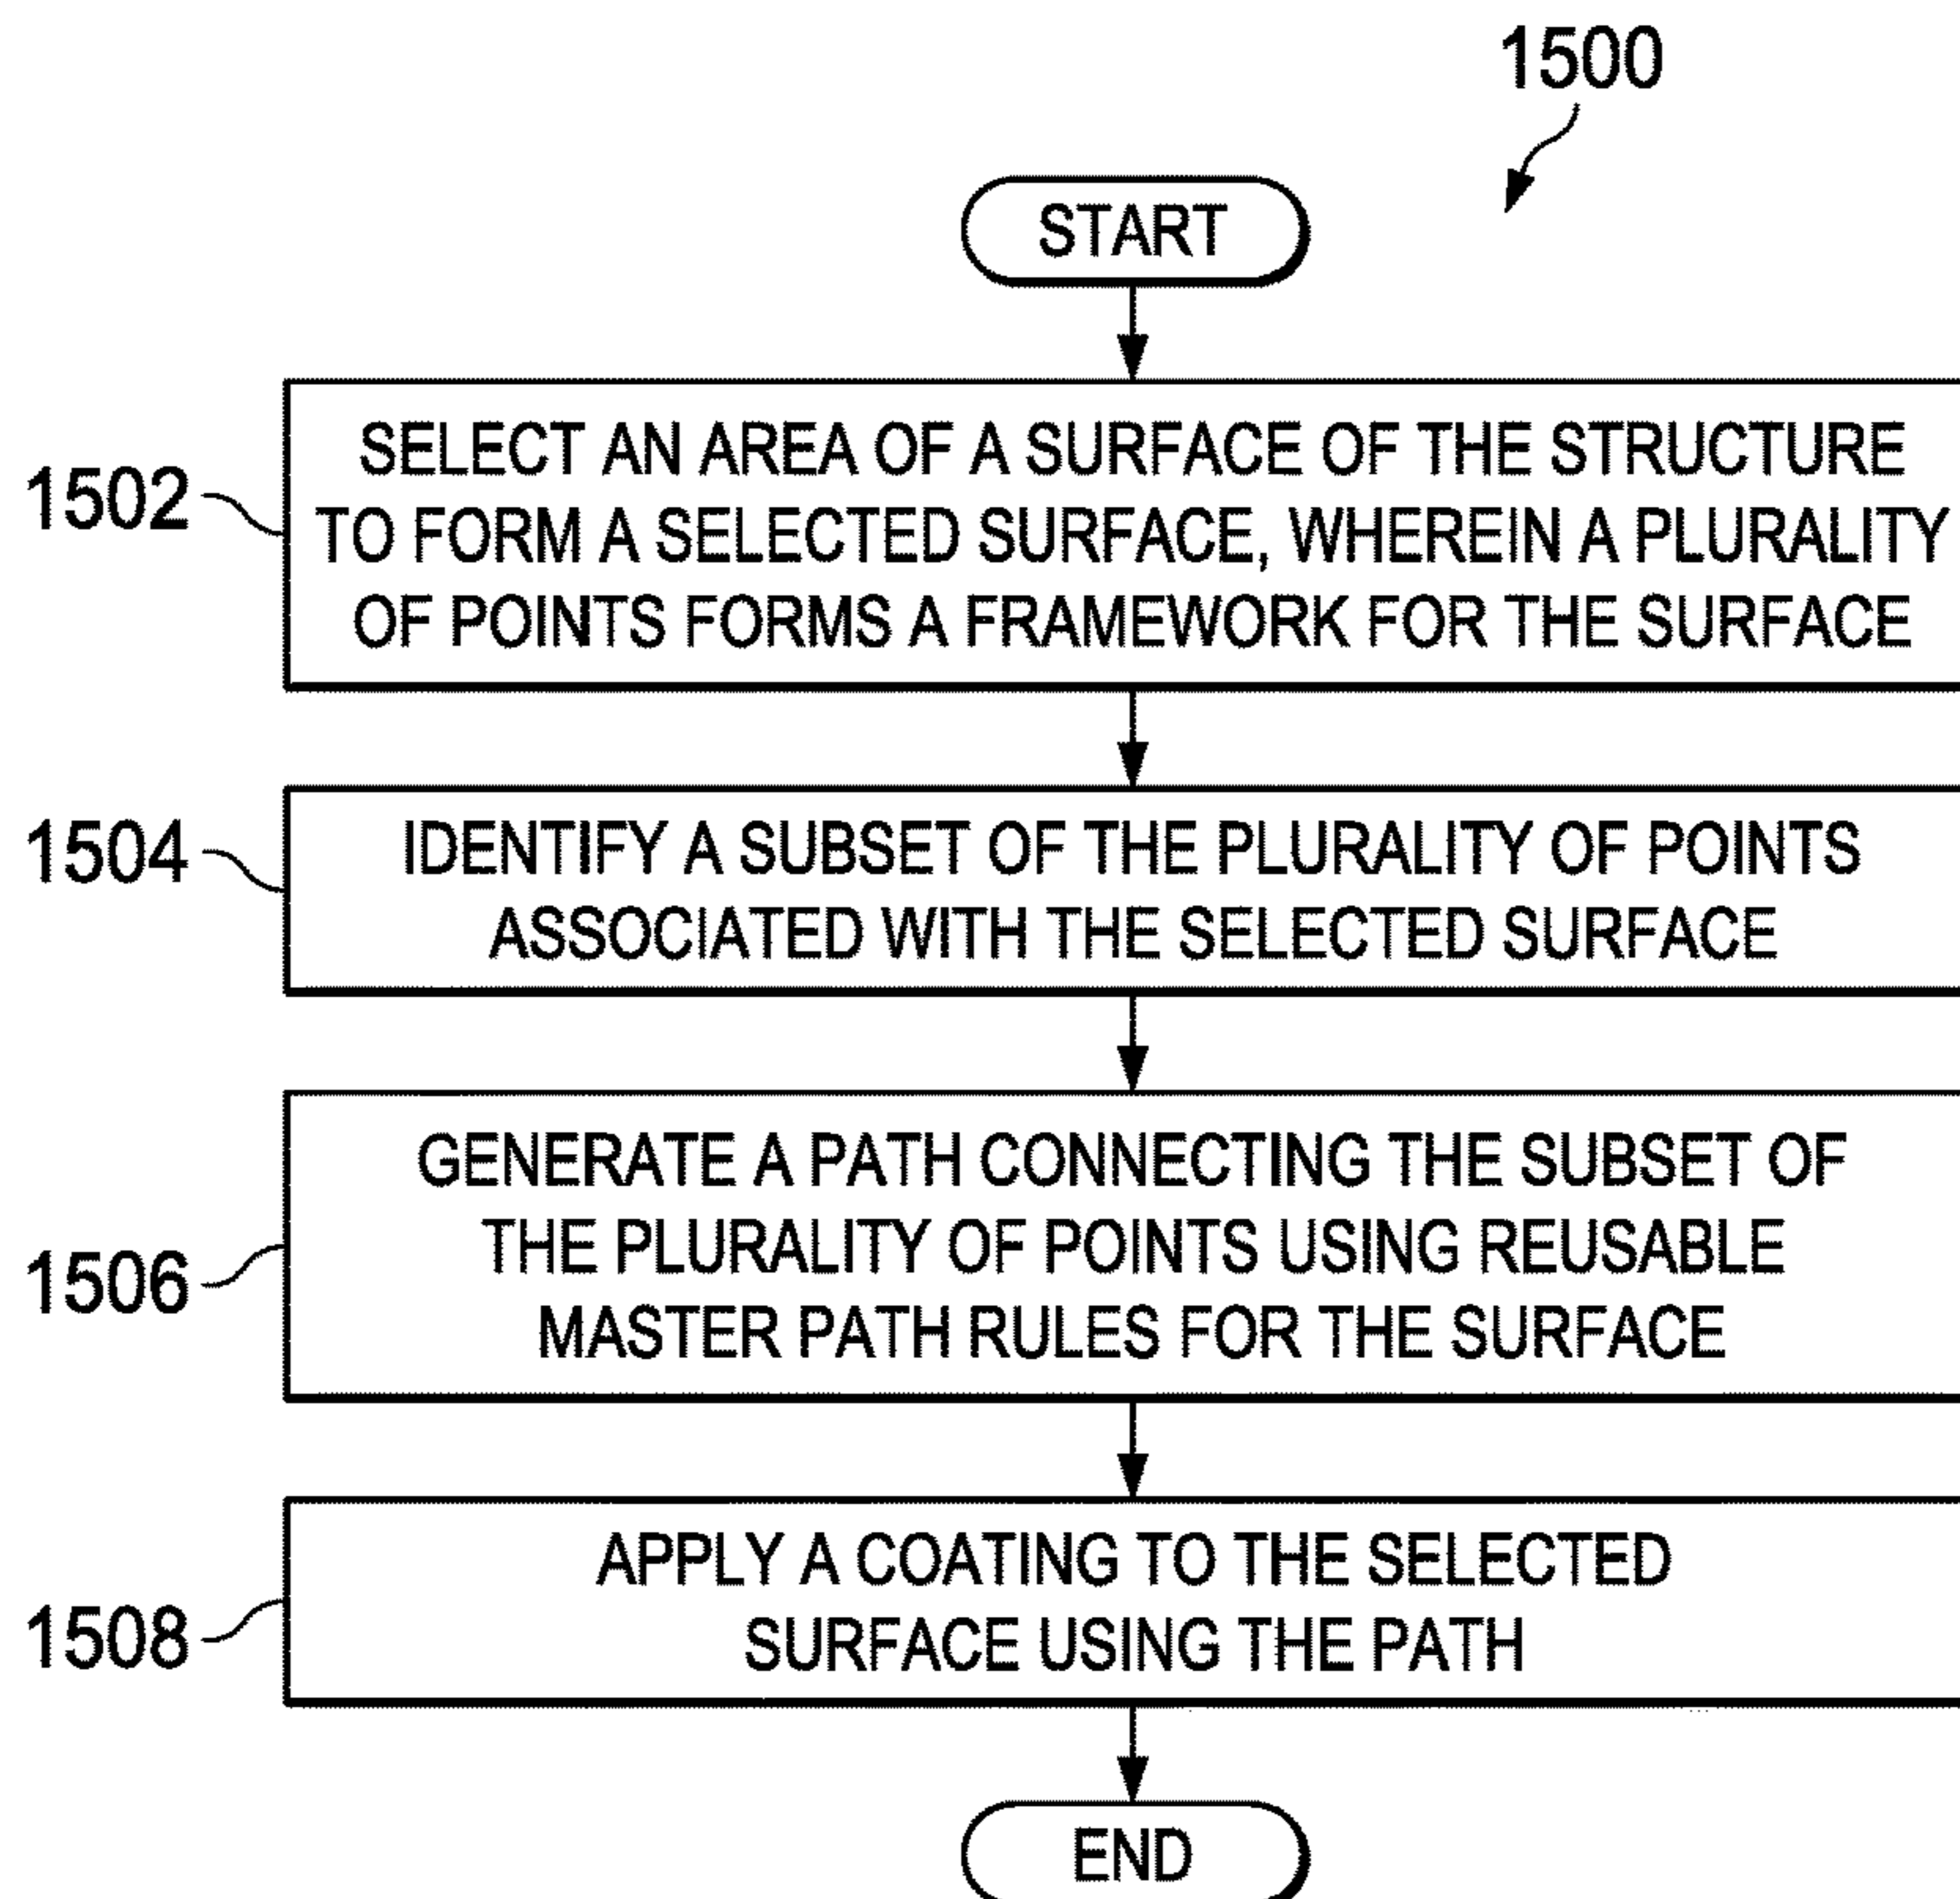 1500
START
1502
SELECT AN AREA OF A SURFACE OF THE STRUCTURE
TO FORM A SELECTED SURFACE, WHEREIN A PLURALITY
OF POINTS FORMS A FRAMEWORK FOR THE SURFACE
1504
IDENTIFY A SUBSET OF THE PLURALITY OF POINTS
ASSOCIATED WITH THE SELECTED SURFACE
1506
GENERATE A PATH CONNECTING THE SUBSET OF
THE PLURALITY OF POINTS USING REUSABLE
MASTER PATH RULES FOR THE SURFACE
1508
APPLY A COATING TO THE SELECTED
SURFACE USING THE PATH
END